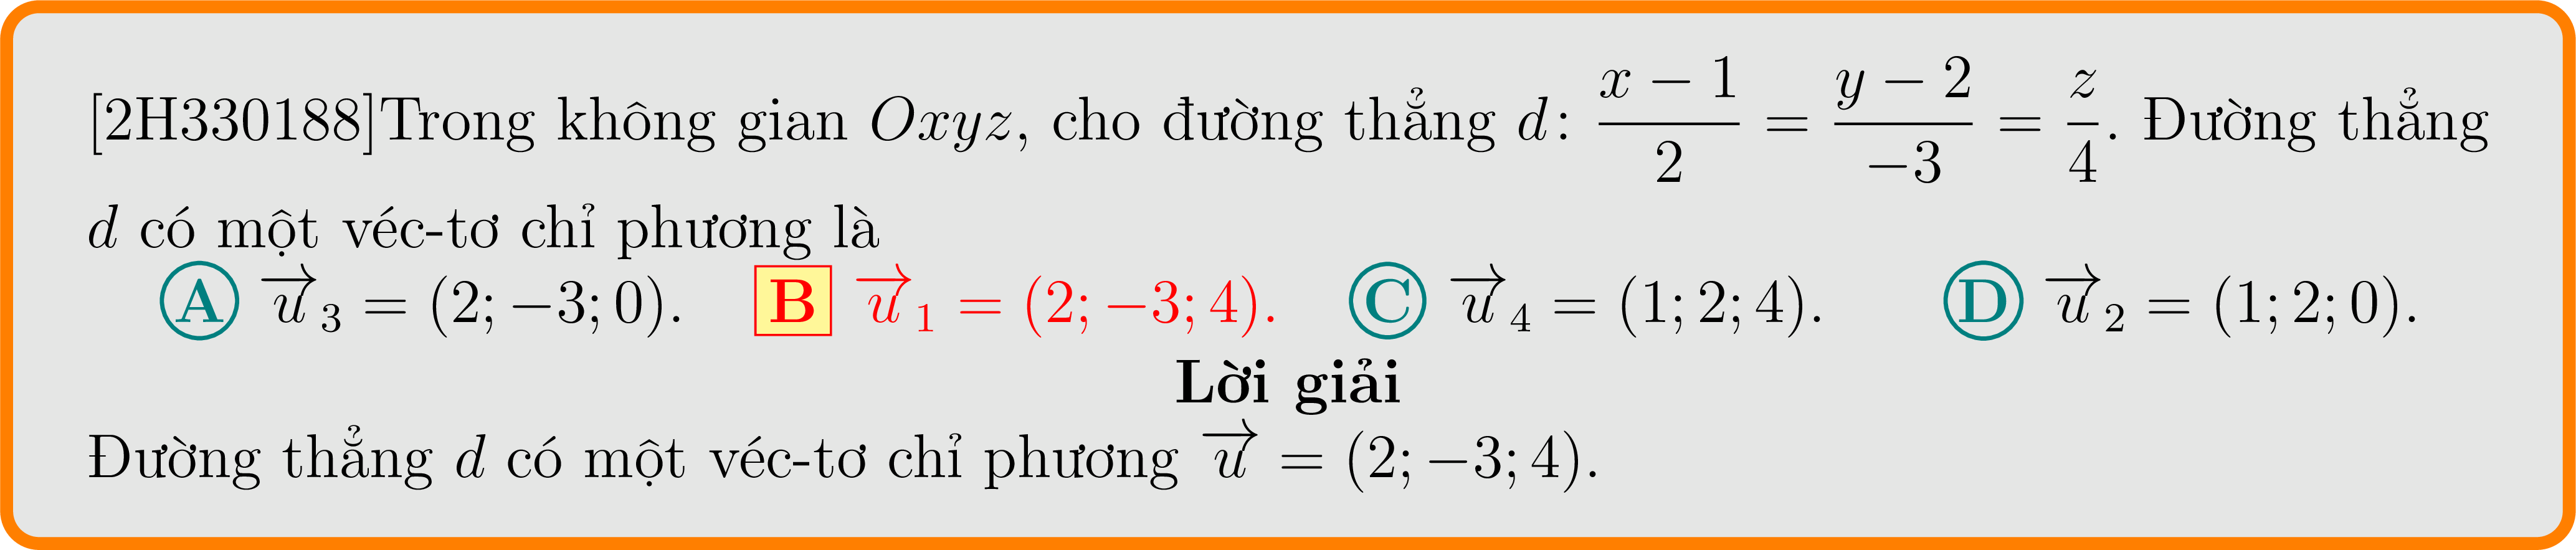 [2H330188]Trong không gian $Oxyz$, cho đường thẳng $d\colon \dfrac{x-1}{2}=\dfrac{y-2}{-3}=\dfrac{z}{4}$. Đường thẳng
$d$ có một véc-tơ chỉ phương là
A $\overrightarrow{u}_3=(2;-3;0)$. B $\overrightarrow{u}_1=(2;-3;4)$. C $\overrightarrow{u}_4=(1;2;4)$. D $\overrightarrow{u}_2=(1;2;0)$.
Lời giải
Đường thẳng $d$ có một véc-tơ chỉ phương $\overrightarrow{u}=(2;-3;4)$.